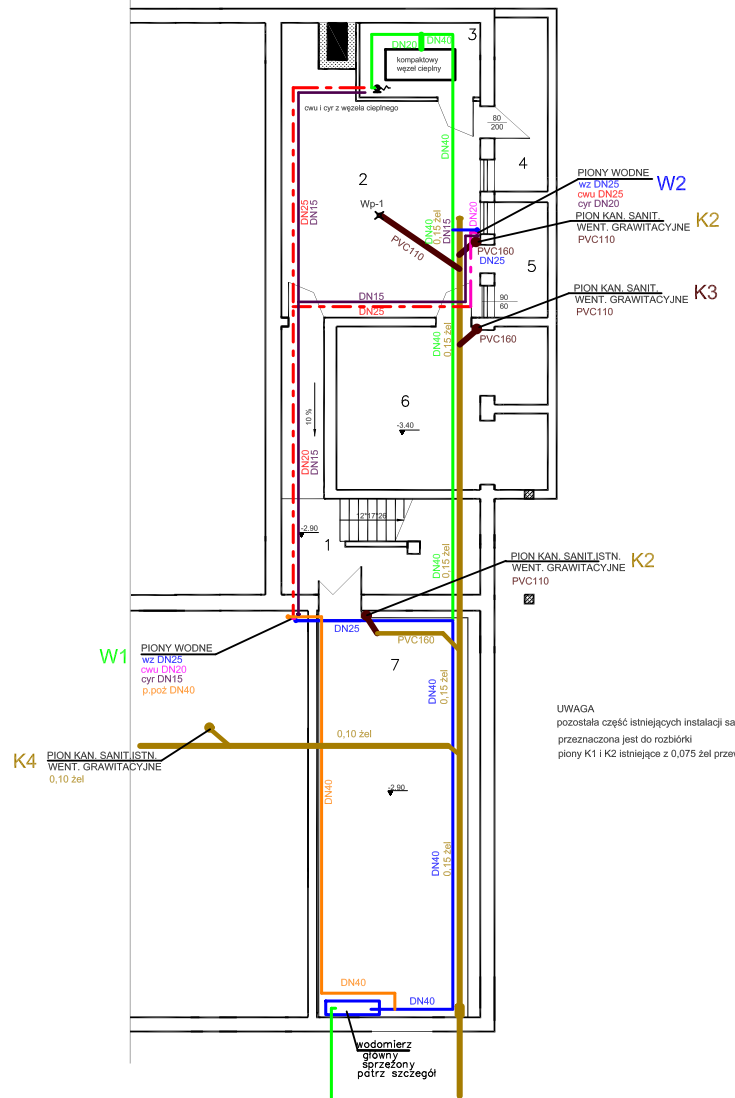 3
DN20
DN40
kompaktowy
węzeł cieplny
cwu i cyr z węzeła cieplnego
DN40
80
200
4
2
PIONY WODNE
wz DN25
cwu DN25
cyr DN20
W2
Wp-1
DN25
DN15
PVC110
DN40
0,15 żel
DN15
DN20
PION KAN. SANIT.
WENT. GRAWITACYJNE
PVC110
K2
PVC160
DN25
5
PION KAN. SANIT.
WENT. GRAWITACYJNE
PVC110
K3
90
60
DN15
DN25
DN40
0,15 żel
PVC160
6
-3.40
10 %
DN20
DN15
12*17*26
-2.90
1
DN40
0,15 żel
PION KAN. SANIT.ISTN.
WENT. GRAWITACYJNE
PVC110
K2
DN25
PVC160
7
W1
PIONY WODNE
wz DN25
cwu DN20
cyr DN15
p.poż DN40
DN40
0,15 żel
UWAGA
pozostała część istniejących instalacji sa
przeznaczona jest do rozbiórki
piony K1 i K2 istniejące z 0,075 żel
K4
PION KAN. SANIT.ISTN.
WENT. GRAWITACYJNE
0,10 żel
0,10 żel
DN40
-2.90
DN40
0,15 żel
DN40
DN40
wodomierz
główny
sprzężony
patrz szczegół